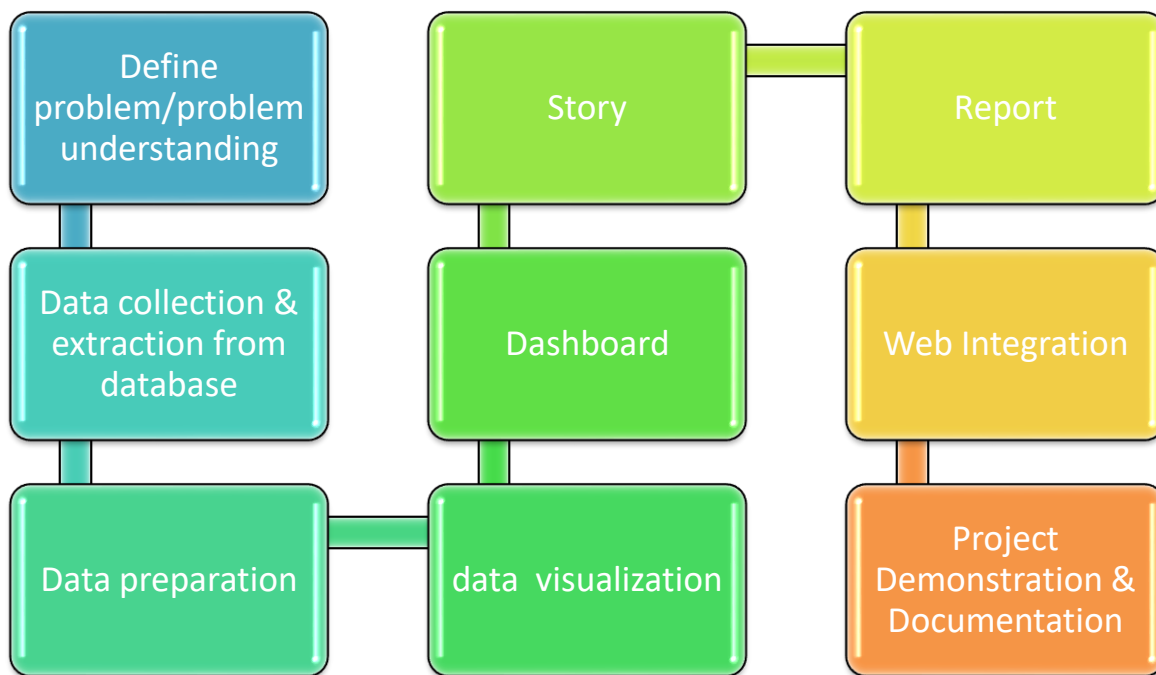 Define
problem/problem
understanding
Data collection &
extraction from
database
Data preparation
data  visualization
Dashboard
Story
Report
Web Integration
Project
Demonstration &
Documentation